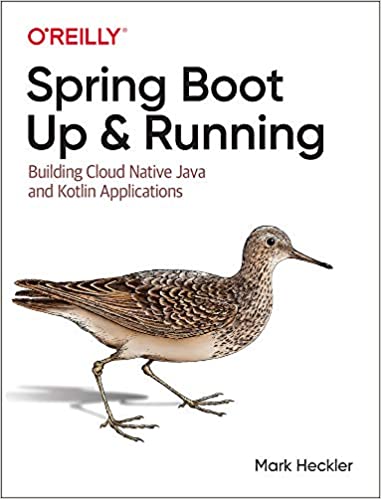 O'REILLY®
Spring Boot
Up & Running
Building Cloud Native Java
and Kotlin Applications
Mark Heckler